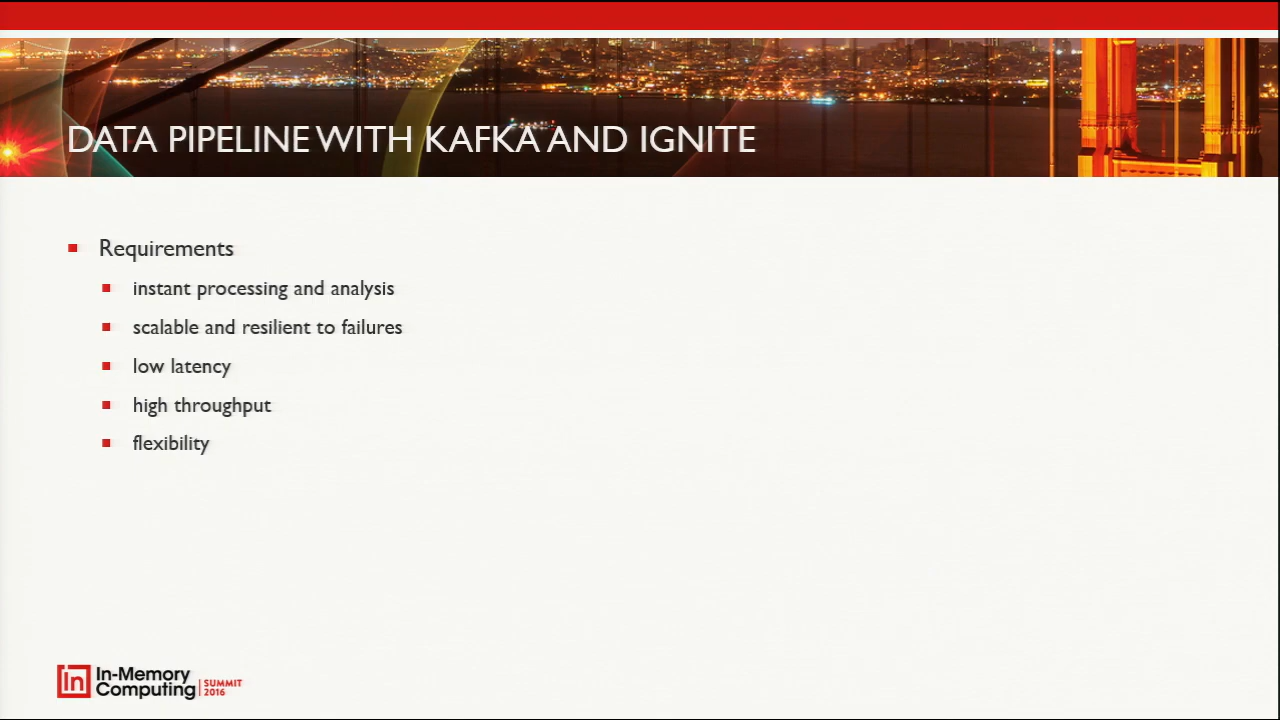 DATA PIPELINE WITH KAFKA AND IGNITE
Requirements
instant processing and analysis
scalable and resilient to failures
low latency
high throughput
flexibility
in In-Memory
Computing
SUMMIT
2016